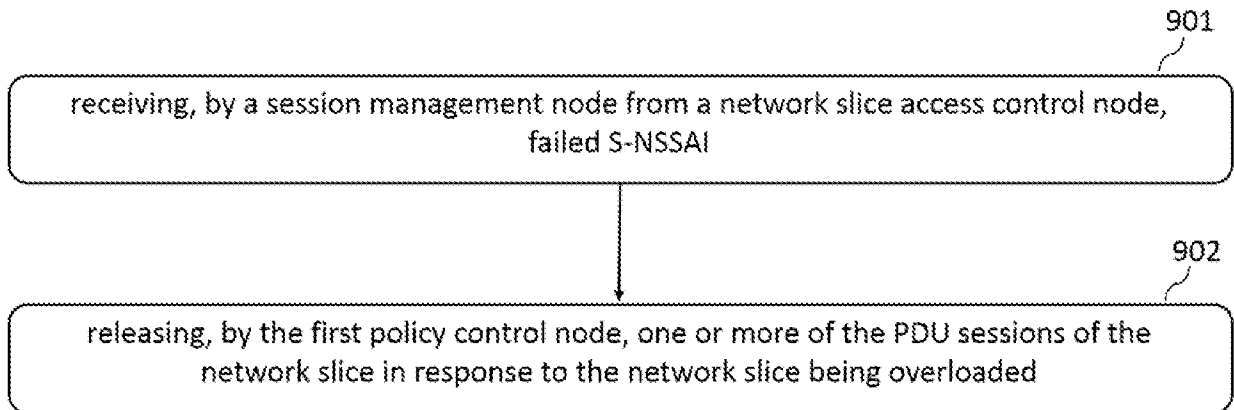 901
receiving, by a session management node from a network slice access control node,
failed S-NSSAI
902
releasing, by the first policy control node, one or more of the PDU sessions of the
network slice in response to the network slice being overloaded